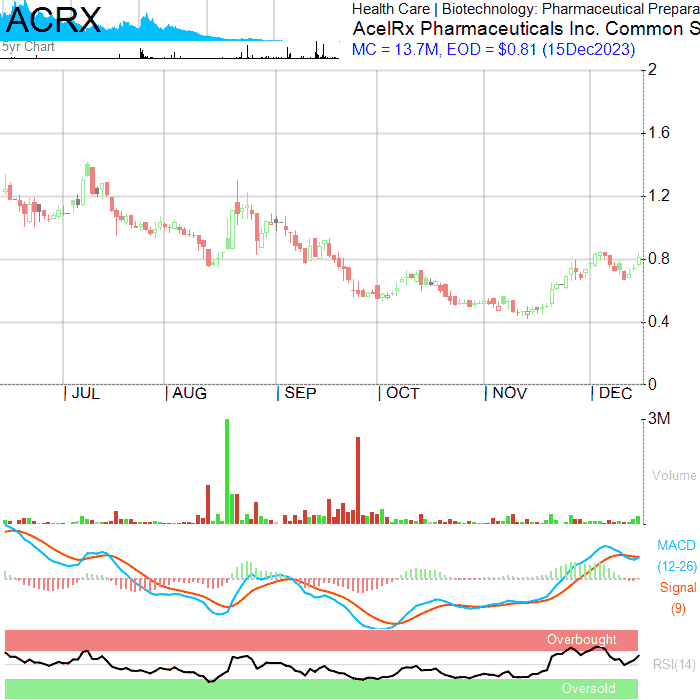 ACRX
5yr Chart
Health Care | Biotechnology: Pharmaceutical Prepara
AcelRx Pharmaceuticals Inc. Common S
MC = 13.7M, EOD = $0.81 (15Dec2023)
2
1.6
1.2
0.8
0.4
0
| JUL | AUG | SEP | OCT | NOV | DEC
3M
Volume
MACD
(12-26)
Signal
(9)
Overbought
RSI(14)
Oversold